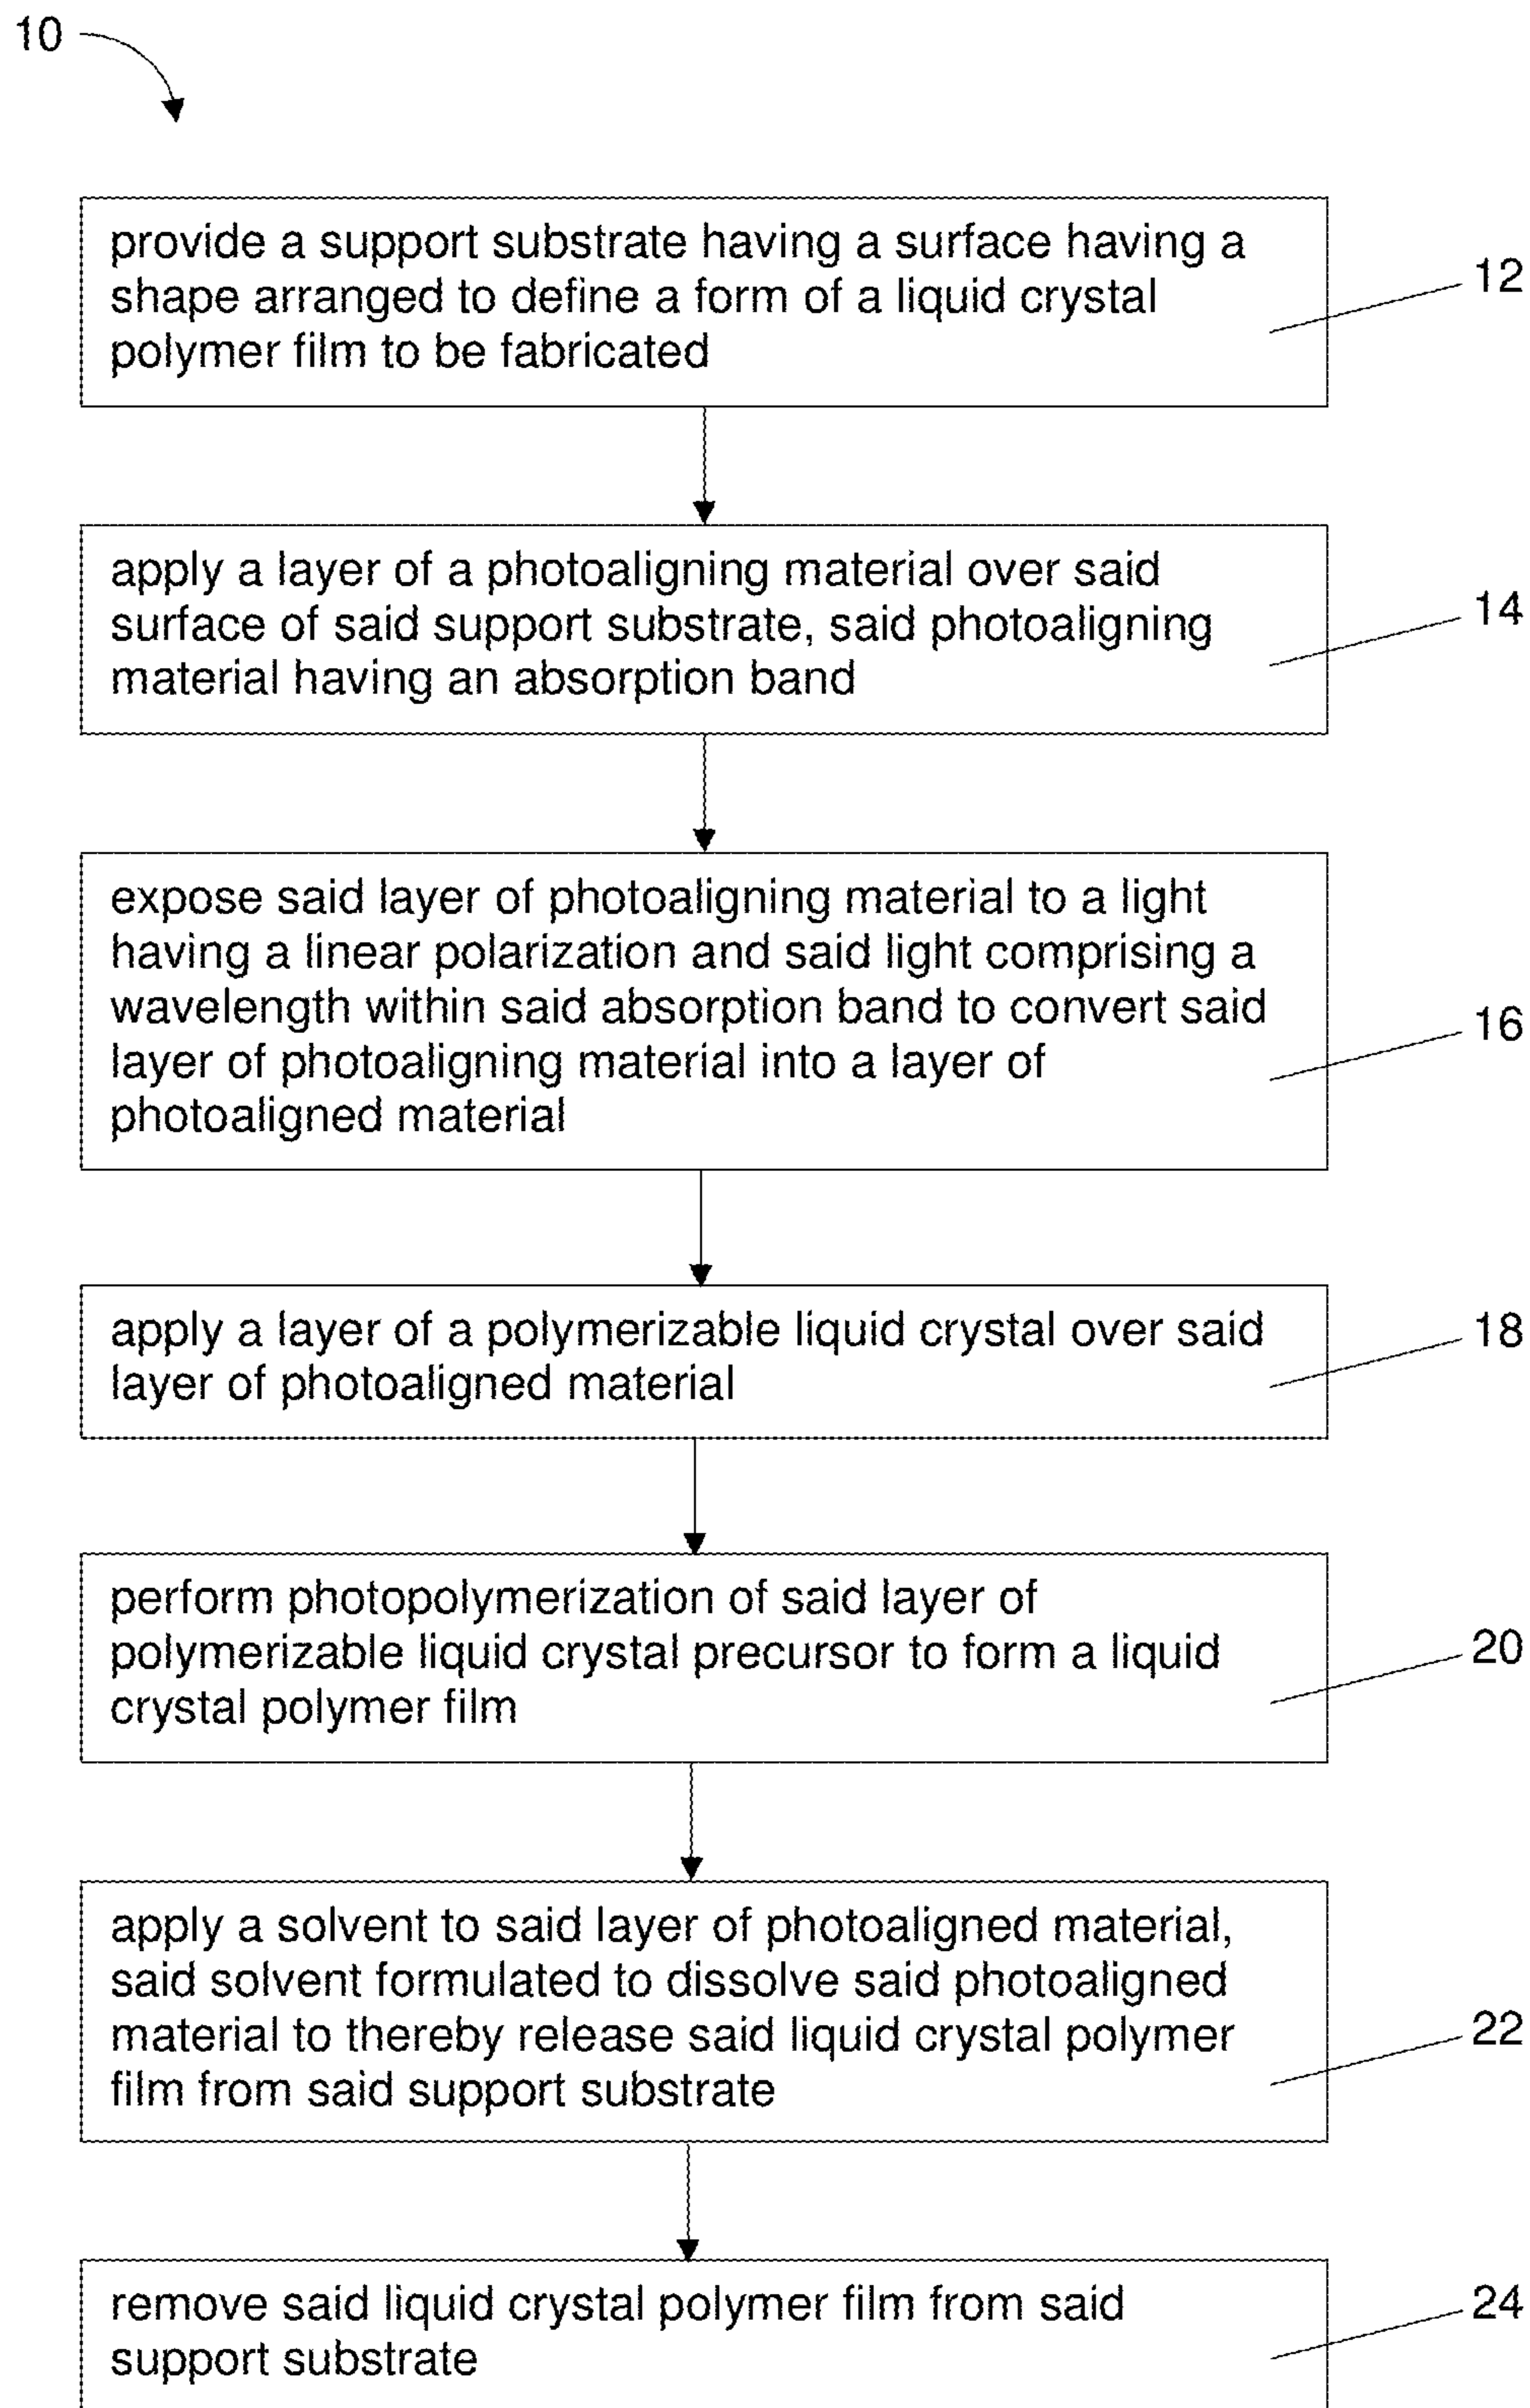 10
provide a support substrate having a surface having a
shape arranged to define a form of a liquid crystal
polymer film to be fabricated
12
apply a layer of a photoaligning material over said
surface of said support substrate, said photoaligning
material having an absorption band
14
expose said layer of photoaligning material to a light
having a linear polarization and said light comprising a
wavelength within said absorption band to convert said
layer of photoaligning material into a layer of
photoaligned material
16
apply a layer of a polymerizable liquid crystal over said
layer of photoaligned material
18
perform photopolymerization of said layer of
polymerizable liquid crystal precursor to form a liquid
crystal polymer film
20
apply a solvent to said layer of photoaligned material,
said solvent formulated to dissolve said photoaligned
material to thereby release said liquid crystal polymer
film from said support substrate
22
remove said liquid crystal polymer film from said
support substrate
24